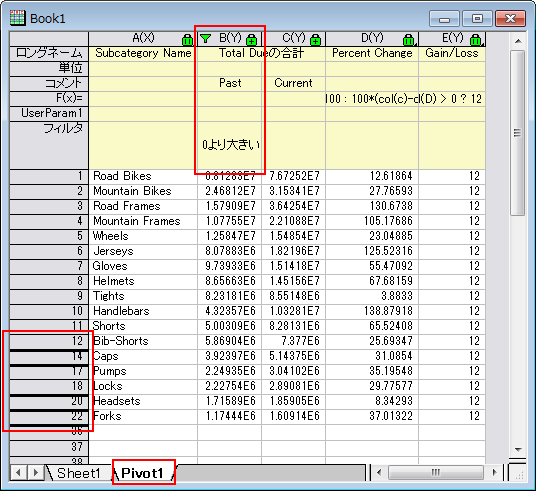 Book1
A(X) B(Y) C(Y) D(Y) E(Y)
ロングネーム Subcategory Name Total Dueの合計 Percent Change Gain/Loss
単位
コメント Past Current
F(x)= 100 : 100*(col(c)-c l(D) > 0 ? 12
UserParam1
フィルタ 0より大きい
1 Road Bikes 7.67252E7 12.61864 12
2 Mountain Bikes 2.46812E7 3.15341E7 27.76593 12
3 Road Frames 1.57909E7 3.64254E7 130.6738 12
4 Mountain Frames 1.07755E7 2.21088E7 105.17686 12
5 Wheels 1.25847E7 1.54854E7 23.04885 12
6 Jerseys 8.07883E6 1.82196E7 125.52316 12
7 Gloves 9.73933E6 1.51418E7 55.47092 12
8 Helmets 8.65663E6 1.45156E7 67.68159 12
9 Tights 8.23181E6 8.55148E6 3.8833 12
10 Handlebars 4.32357E6 1.03281E7 138.87918 12
11 Shorts 5.00309E6 8.28131E6 65.52408 12
12 Bib-Shorts 5.86904E6 7.377E6 25.69347 12
14 Caps 3.92397E6 5.14375E6 31.0854 12
17 Pumps 2.24935E6 3.04102E6 35.19548 12
18 Locks 2.22754E6 2.89081E6 29.77577 12
20 Headsets 1.71589E6 1.85905E6 8.34293 12
22 Forks 1.17444E6 1.60914E6 37.01322 12
36
37
38
Sheet1 Pivot1